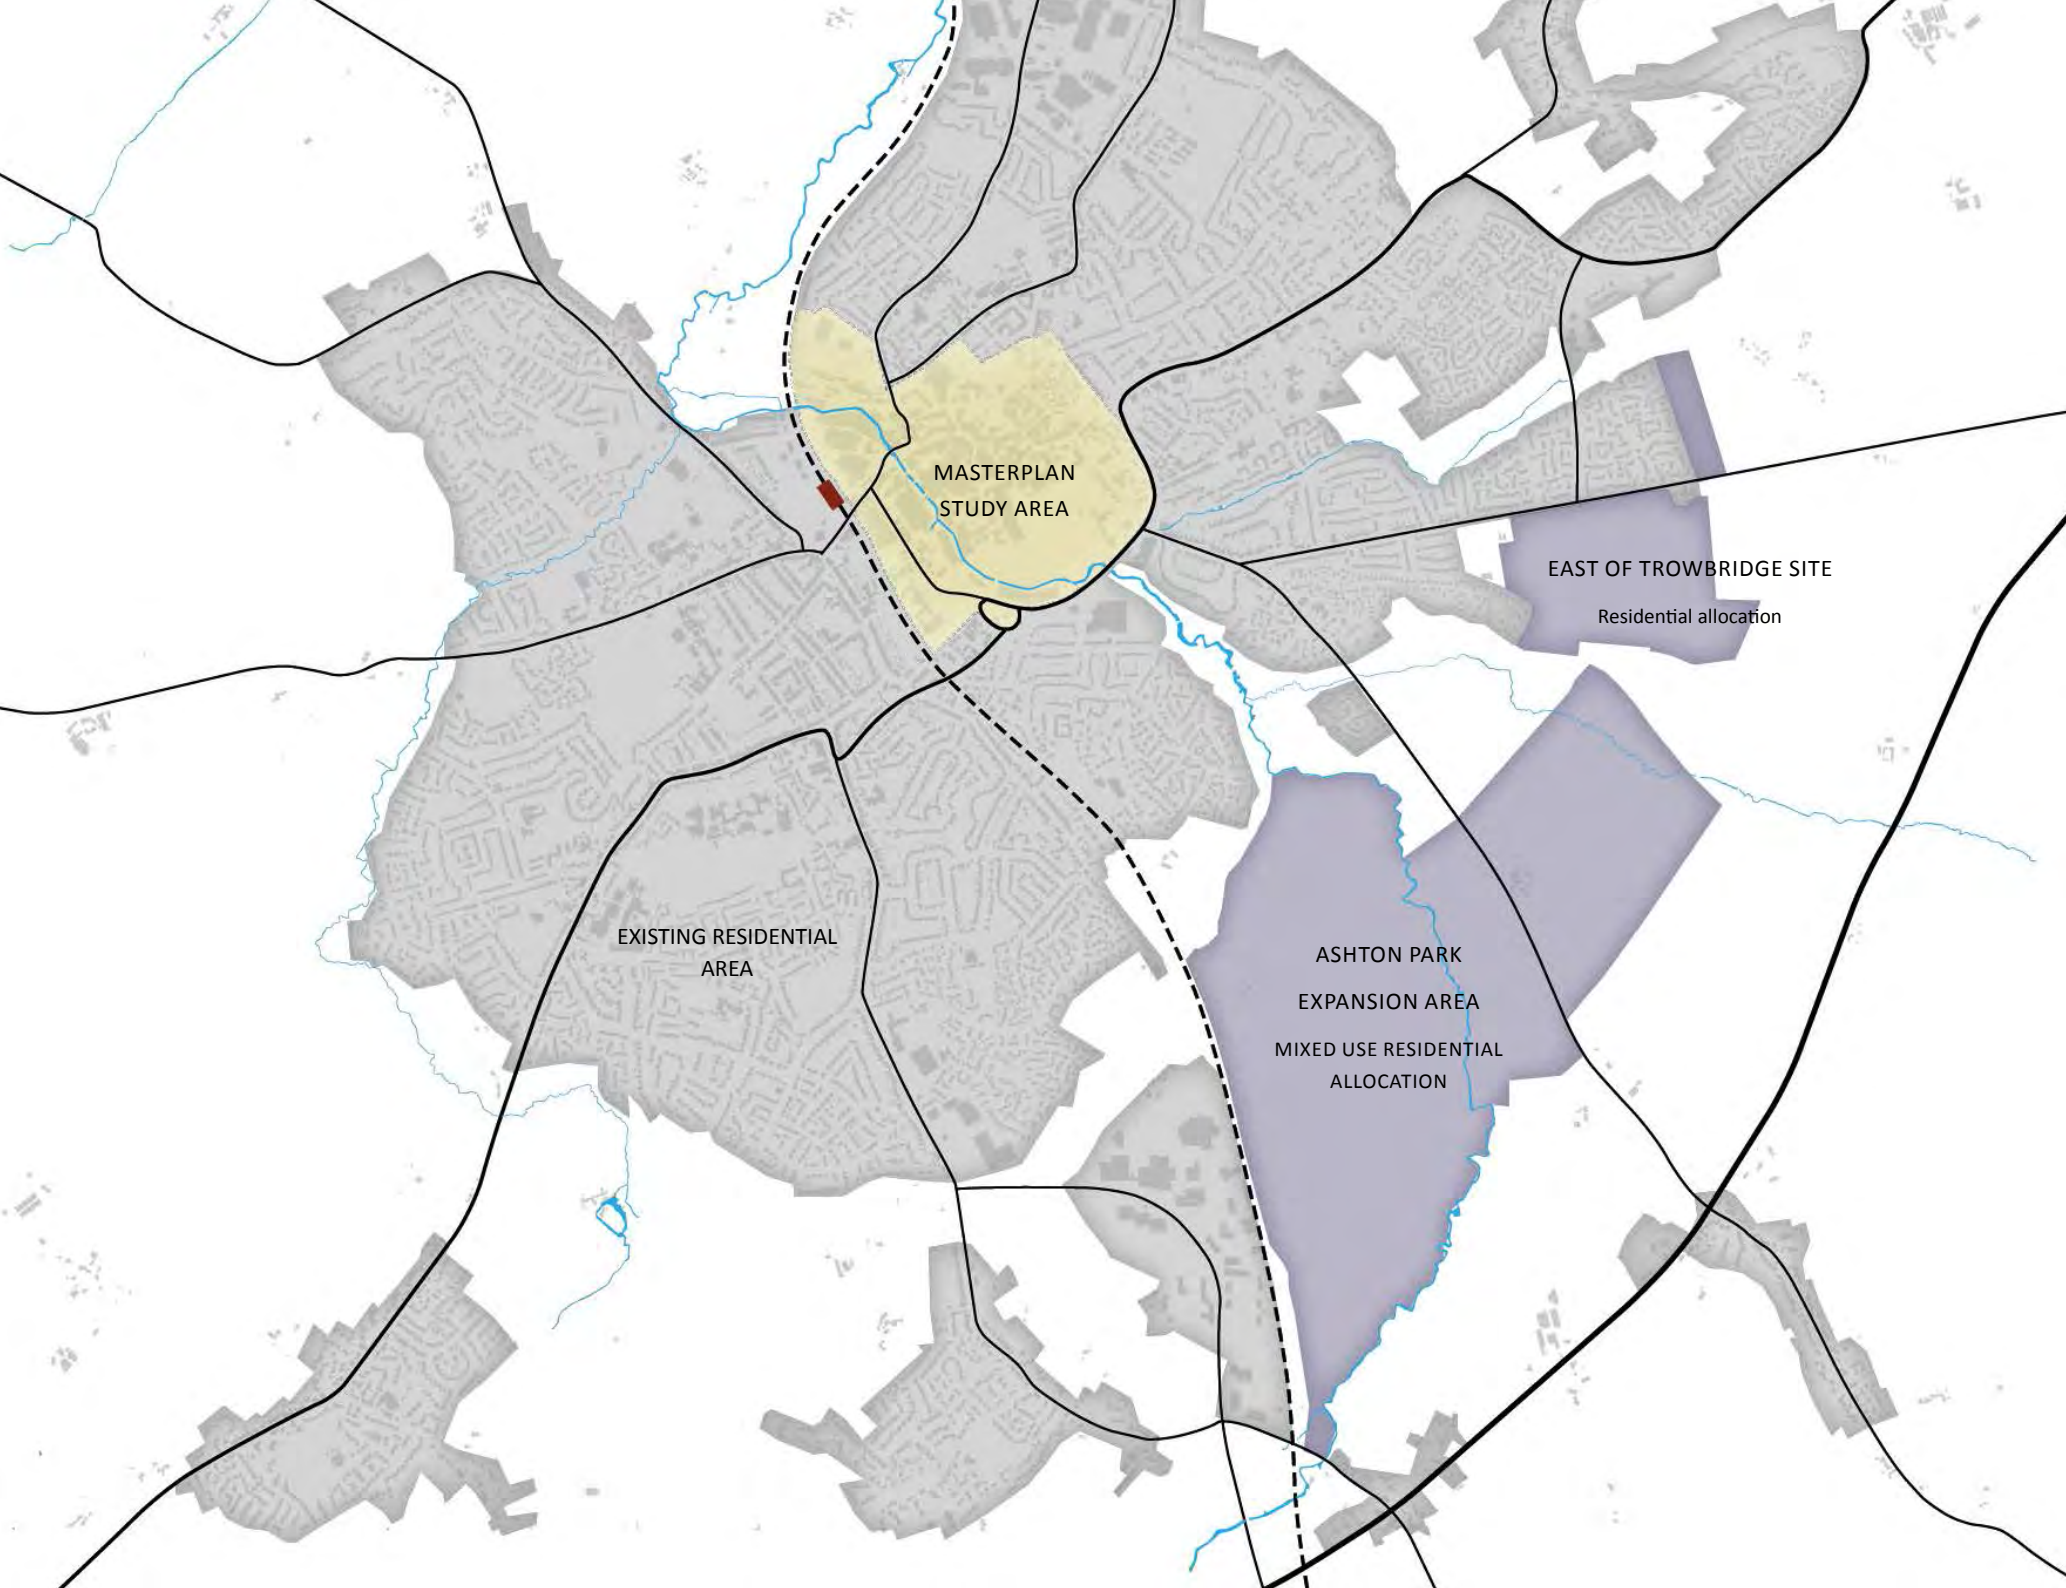 MASTERPLAN
STUDY AREA
EAST OF TROWBRIDGE SITE
Residential allocation
EXISTING RESIDENTIAL
AREA
ASHTON PARK
EXPANSION AREA
MIXED USE RESIDENTIAL
ALLOCATION